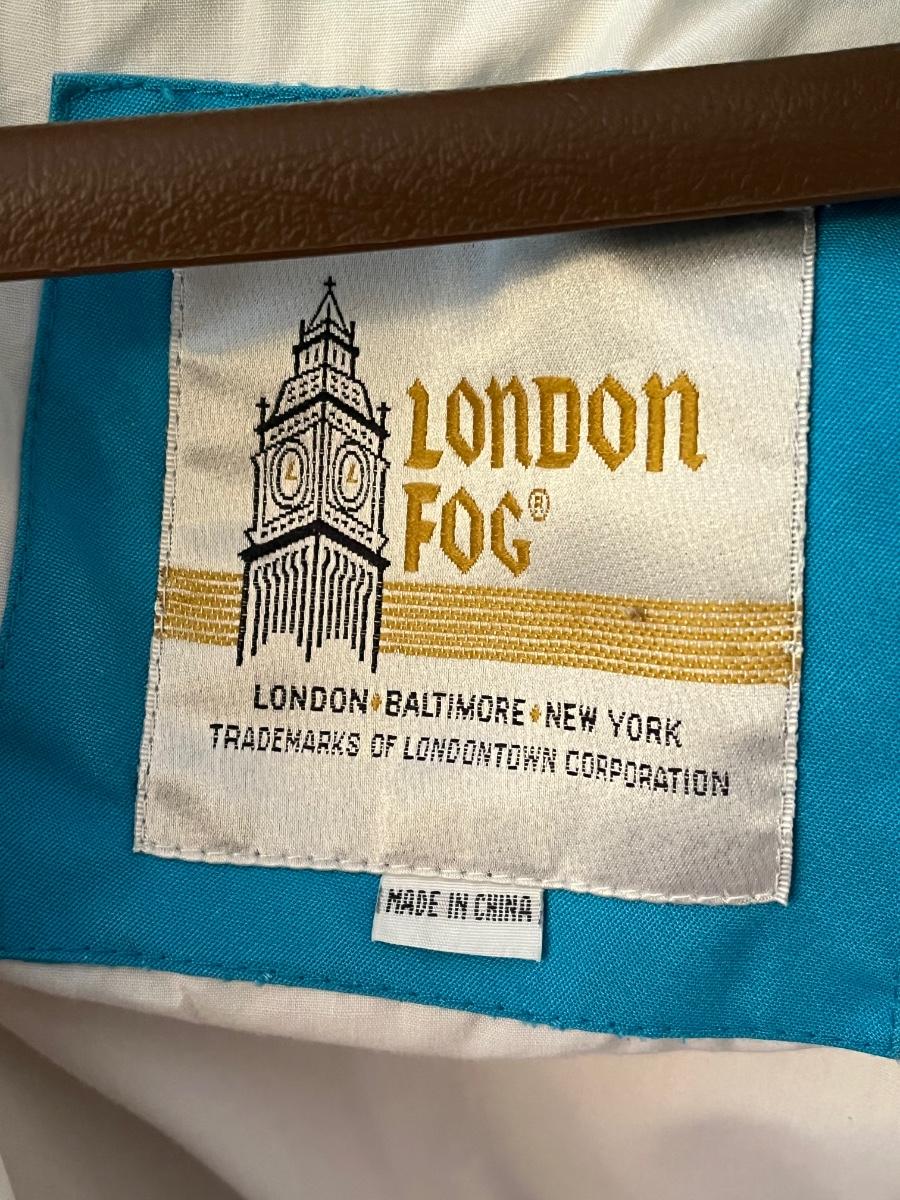 L L
LONDON
FOG®
LONDON•BALTIMORE•NEW YORK
TRADEMARKS OF LONDONTOWN CORPORATION
MADE IN CHINA